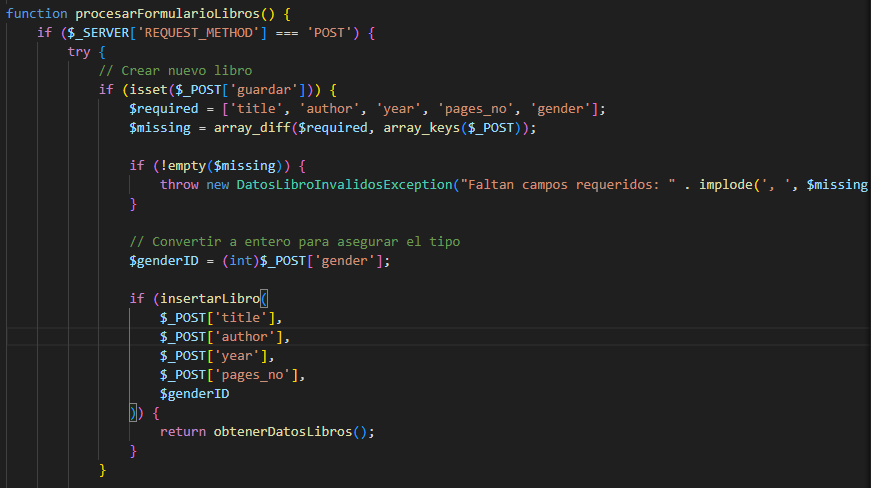 function procesarFormularioLibros() {
if ($_SERVER['REQUEST_METHOD'] === 'POST') {
try {
// Crear nuevo libro
if (isset($_POST['guardar'])) {
$required = ['title', 'author', 'year', 'pages_no', 'gender'];
$missing = array_diff($required, array_keys($_POST));
if (!empty($missing)) {
throw new DatosLibroInvalidosException("Faltan campos requeridos: " . implode(', ', $missing
}
// Convertir a entero para asegurar el tipo
$genderID = (int)$_POST['gender'];
if (insertarLibro(
$_POST['title'],
$_POST['author'],
$_POST['year'],
$_POST['pages_no'],
$genderID
)) {
return obtenerDatosLibros();
}
}